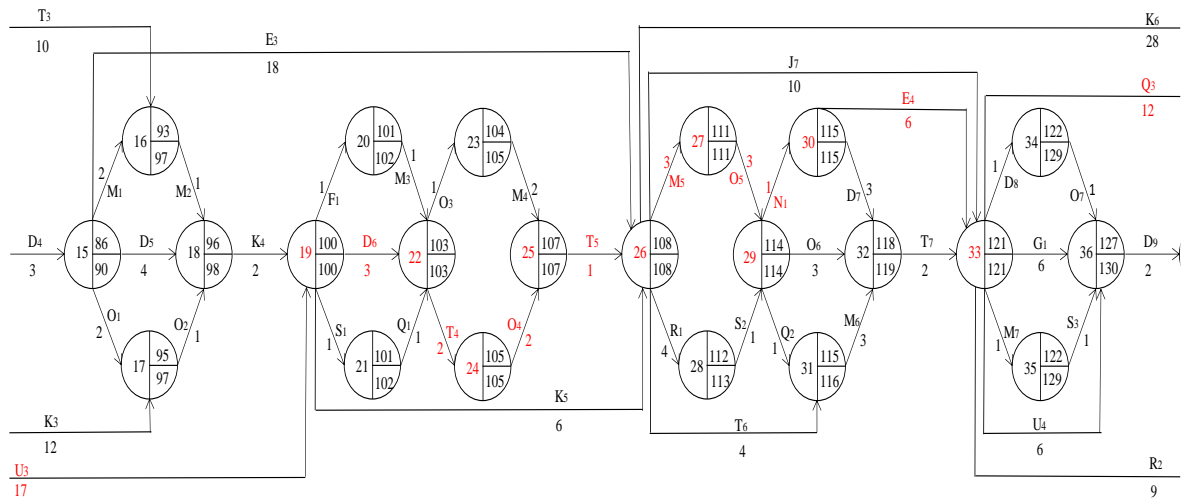 T3
10
E3
18
K6
28
J7
10
Q3
12
E4
6
16 93
97
20 101
102
23 104
105
27 111
111
30 115
115
34 122
129
2 M1
M2 1
1 F1
M3 1
1 O3
M4 2
3 M5
3 O5
1 N1
D7 3
1 D8
O7 1
D4
3
15 86
90
D5
4
18 96
98
K4
2
19 100
100
D6
3
22 103
103
25 107
107
T5
1
26 108
108
29 114
114
O6
3
32 118
119
T7
2
33 121
121
G1
6
36 127
130
D9
2
O1 2
O2 1
S1 1
Q1 1
T4 2
O4 2
R1 4
S2 1
Q2 1
M6 3
M7 1
S3 1
17 95
97
21 101
102
24 105
105
28 112
113
31 115
116
35 122
129
K3
12
K5
6
T6
4
U4
6
U3
17
R2
9